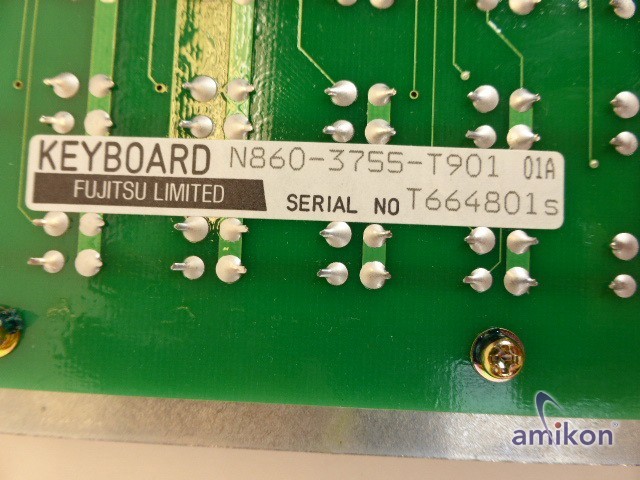 KEYBOARD N860-3755-T901 01A
FUJITSU LIMITED
SERIAL NO T664801s
amikon